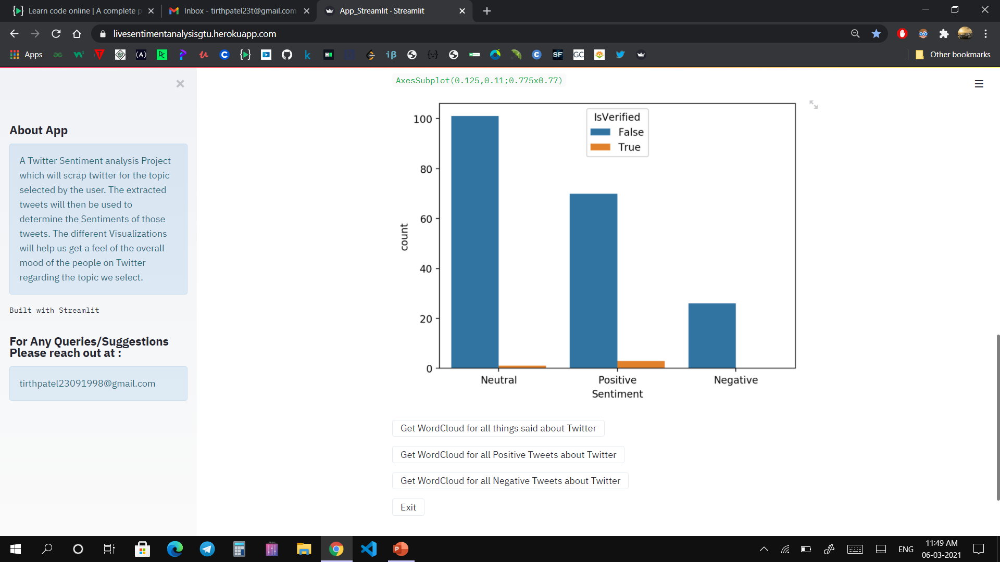 Learn code online | A complete p
Inbox - tirthpatel23t@gmail.com
App_Streamlit · Streamlit
livesentimentanalysisgtu.herokuapp.com
Apps
SF
GC
Other bookmarks
About App
A Twitter Sentiment analysis Project
which will scrap twitter for the topic
selected by the user. The extracted
tweets will then be used to
determine the Sentiments of those
tweets. The different Visualizations
will help us get a feel of the overall
mood of the people on Twitter
regarding the topic we select.
Built with Streamlit
For Any Queries/Suggestions
Please reach out at :
tirthpatel23091998@gmail.com
AxesSubplot(0.125,0.11;0.775x0.77)
IsVerified
False
True
100
80
60
40
20
0
count
Neutral
Positive
Negative
Sentiment
Get WordCloud for all things said about Twitter
Get WordCloud for all Positive Tweets about Twitter
Get WordCloud for all Negative Tweets about Twitter
Exit
ENG
11:49 AM
06-03-2021